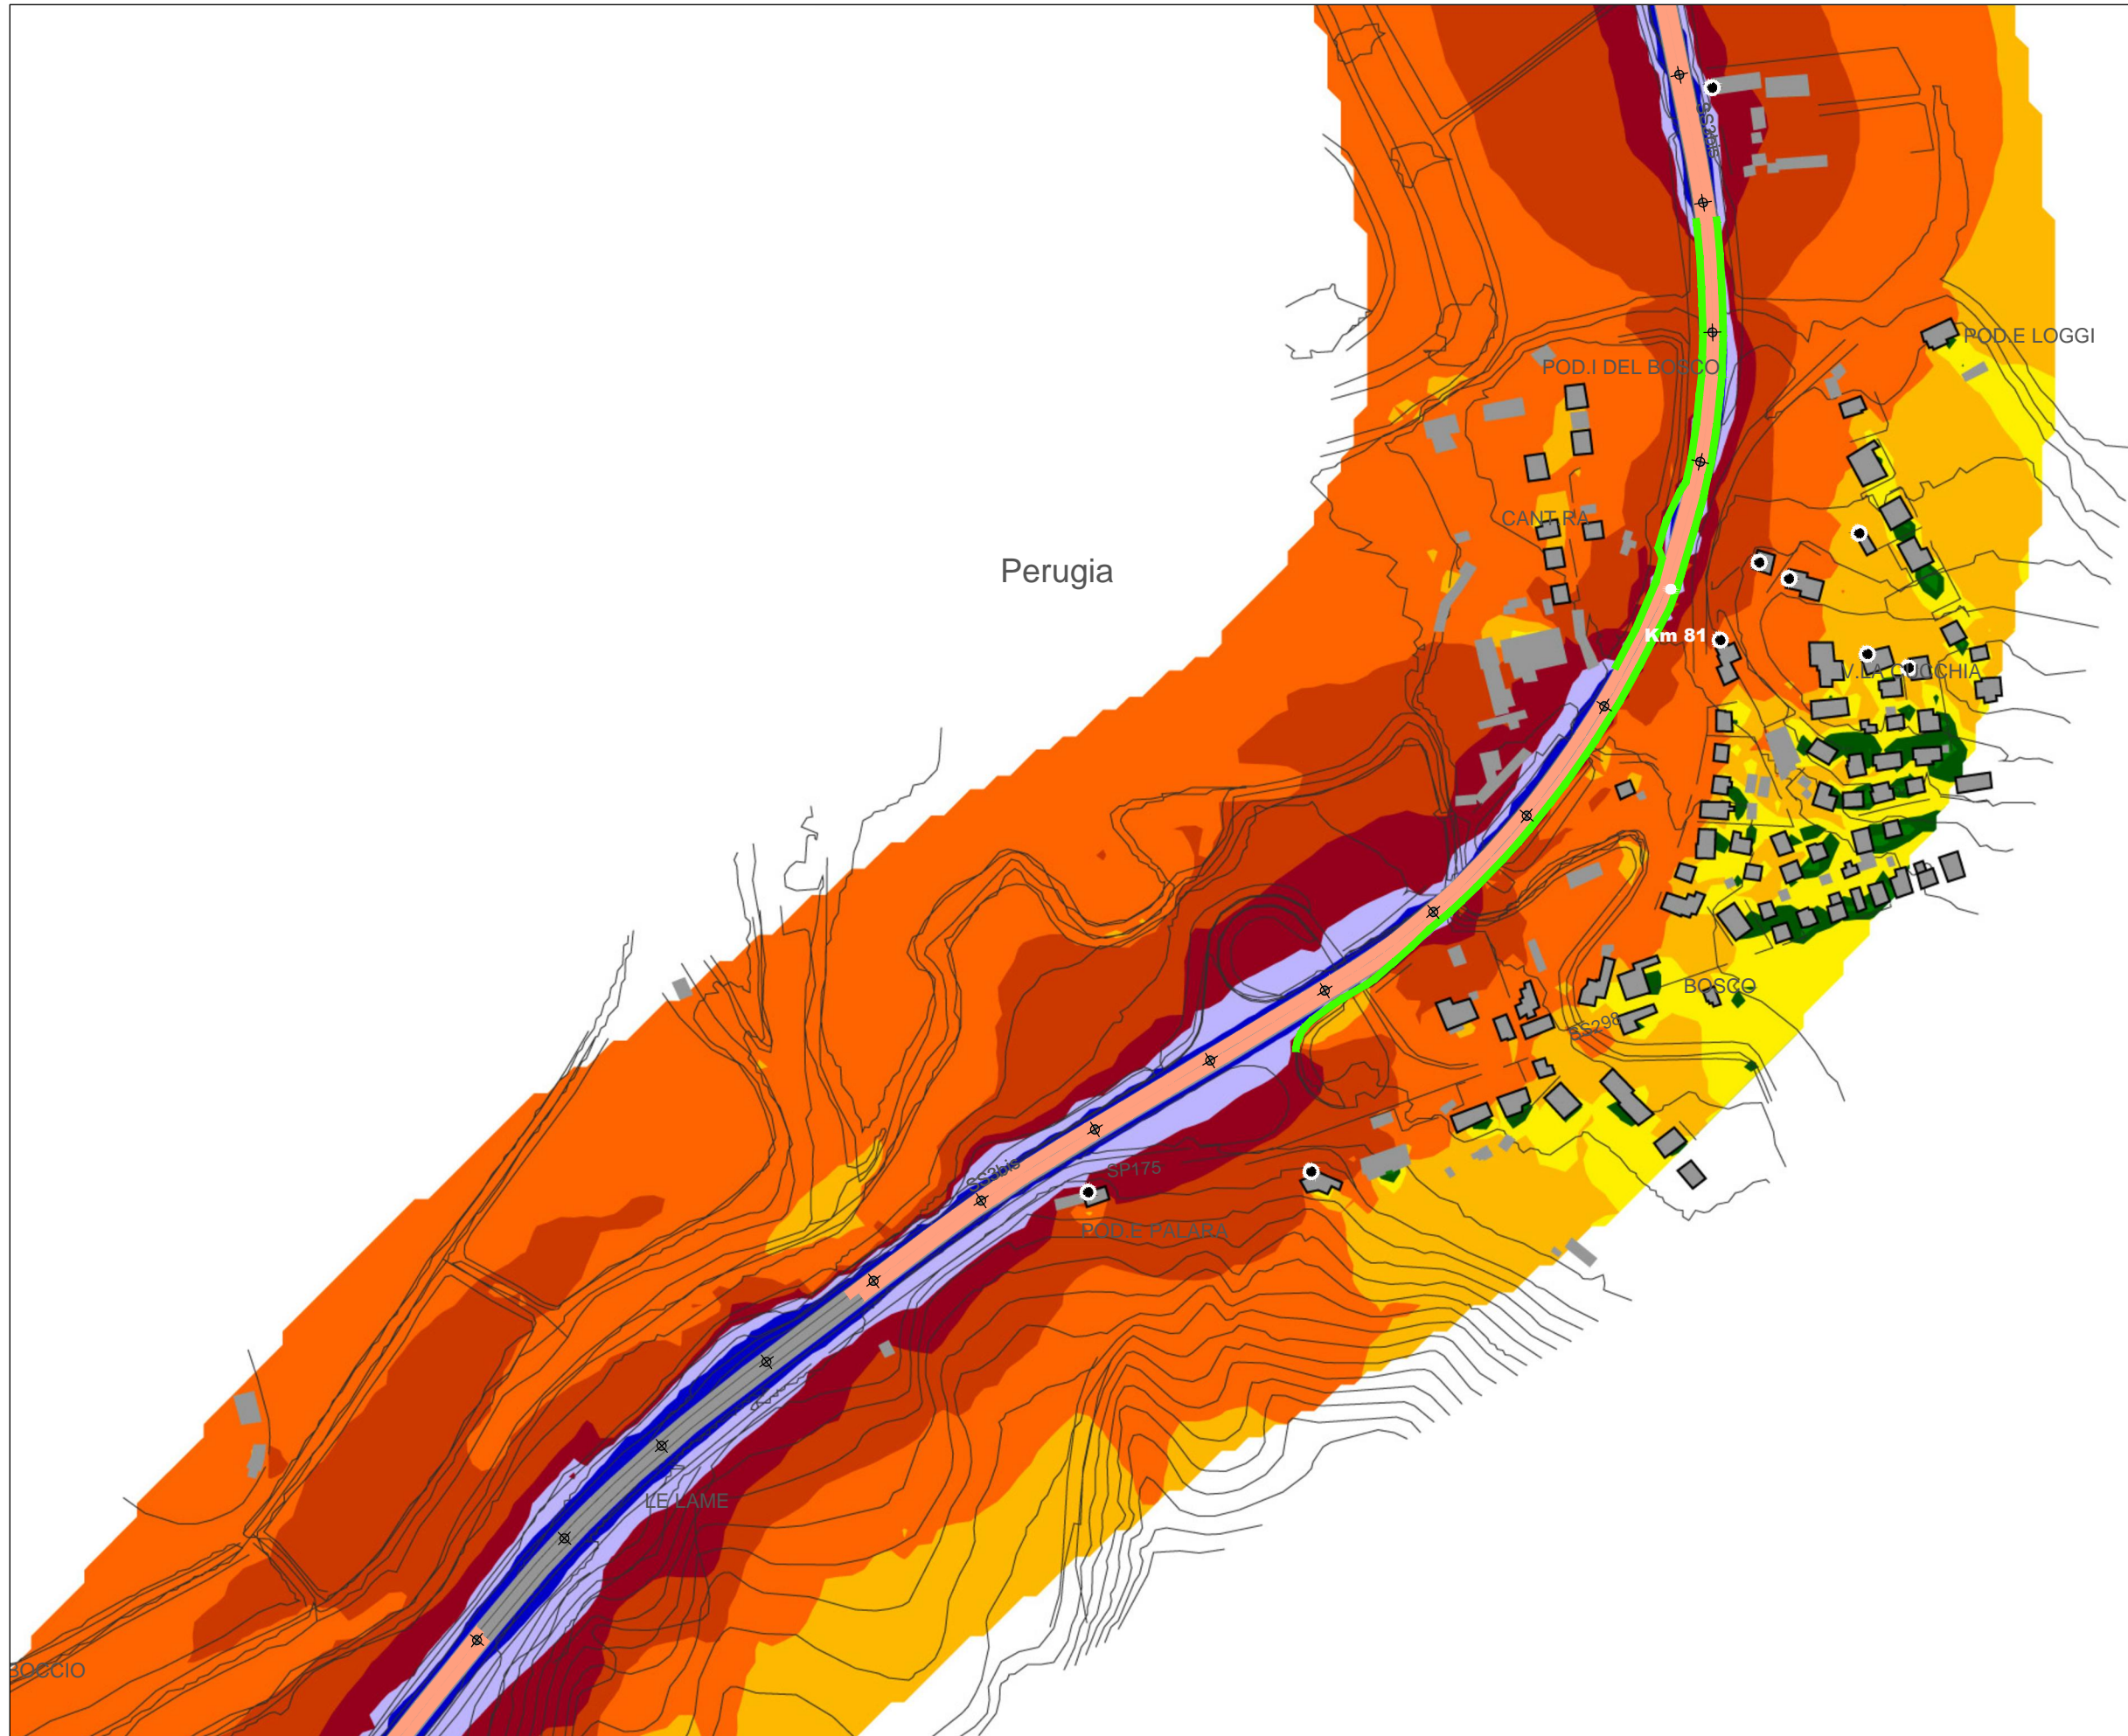 SS3bis
POD.E LOGGI
POD.I DEL BOSCO
CANT.RA
Perugia
Km 81
V.LA CUCCHIA
BOSCO
SS298
SS3bis
SP175
POD.E PALARA
LE LAME
BOCCIO